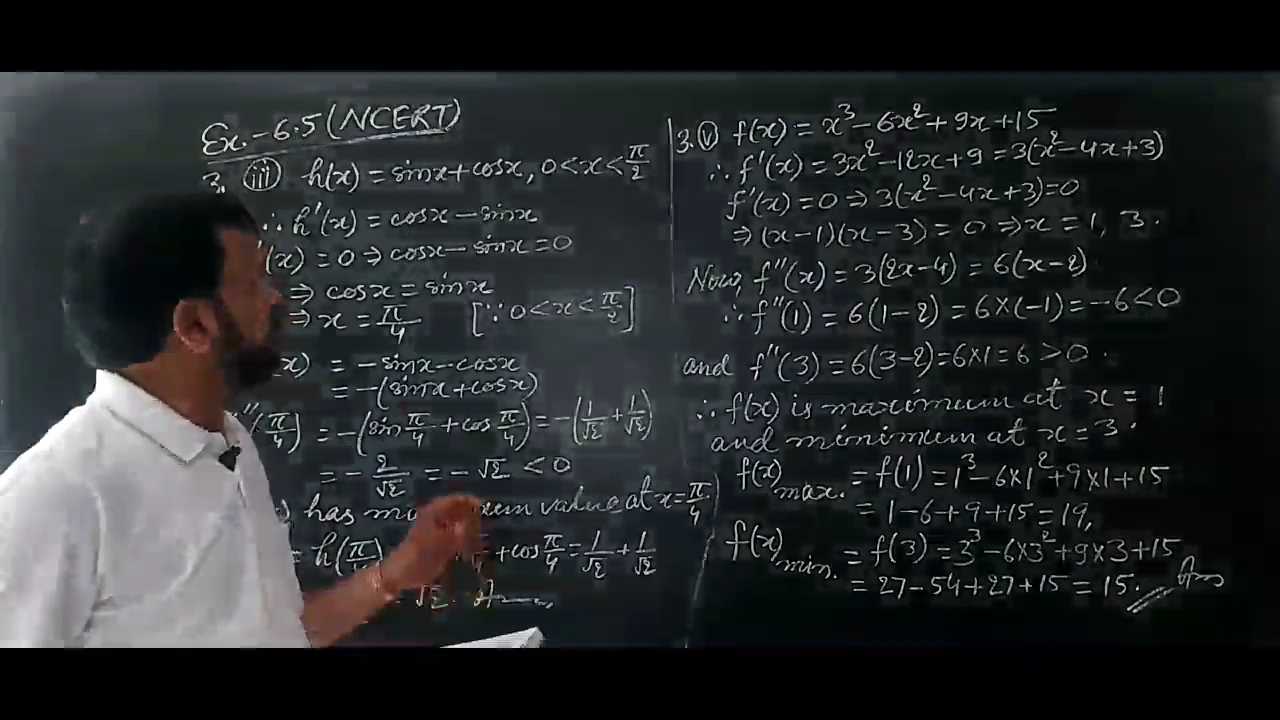 Ex.-6.5 (NCERT)
3. (iii) h(x) = sinx + cosx, 0 < x < π/2
∴ h'(x) = cosx - sinx
'(x) = 0 ⇒ cosx - sinx = 0
⇒ cosx = sinx
⇒ x = π/4 [∵ 0 < x < π/2]
x) = -sinx - cosx
= -(sinx + cosx)
''(π/4) = -(sin π/4 + cos π/4) = -(1/√2 + 1/√2)
= - 2/√2 = -√2 < 0
has value at x = π/4
= h(π/4) + cos π/4 = 1/√2 + 1/√2
= √2. Ans.
3. (v) f(x) = x³ - 6x² + 9x + 15
∴ f'(x) = 3x² - 12x + 9 = 3(x² - 4x + 3)
f'(x) = 0 ⇒ 3(x² - 4x + 3) = 0
⇒ (x-1)(x-3) = 0 ⇒ x = 1, 3.
Now, f''(x) = 3(2x-4) = 6(x-2)
∴ f''(1) = 6(1-2) = 6×(-1) = -6 < 0
and f''(3) = 6(3-2) = 6×1 = 6 > 0.
∴ f(x) is maximum at x = 1
and minimum at x = 3.
f(x)max. = f(1) = 1³ - 6×1² + 9×1 + 15
= 1 - 6 + 9 + 15 = 19,
f(x)min. = f(3) = 3³ - 6×3² + 9×3 + 15
= 27 - 54 + 27 + 15 = 15. Ans